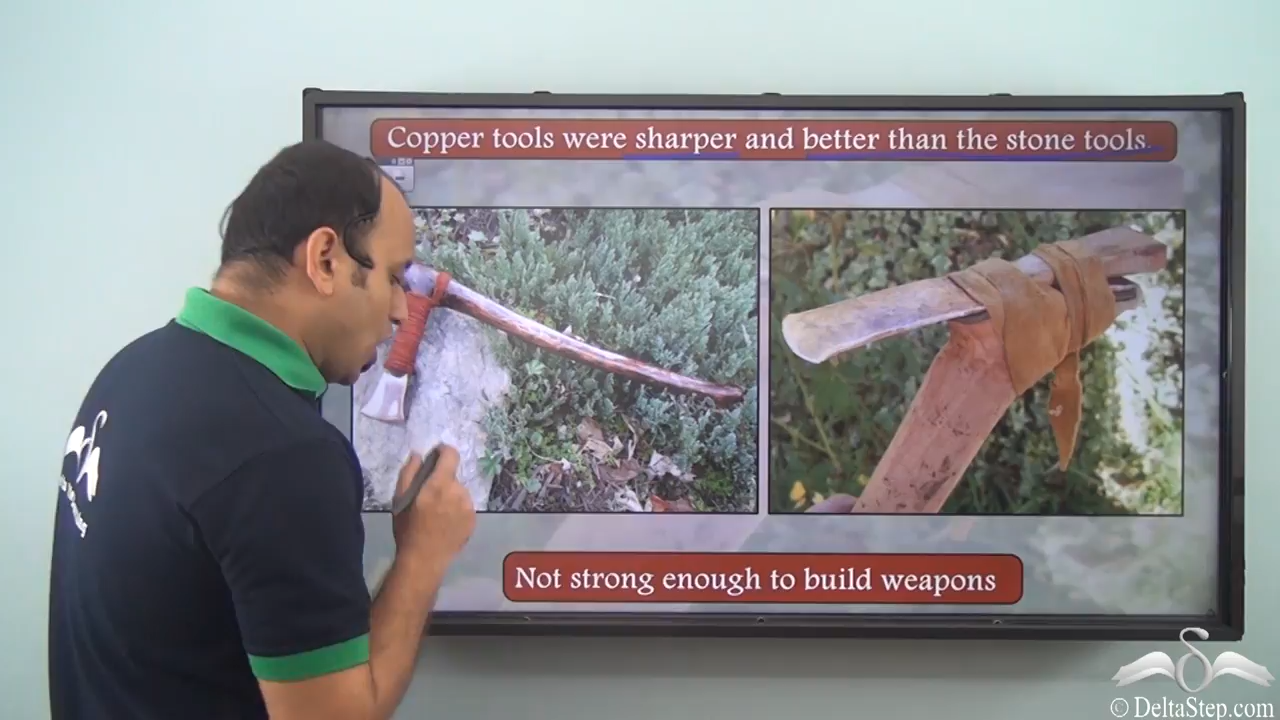 Copper tools were sharper and better than the stone tools.
Not strong enough to build weapons
© DeltaStep.com